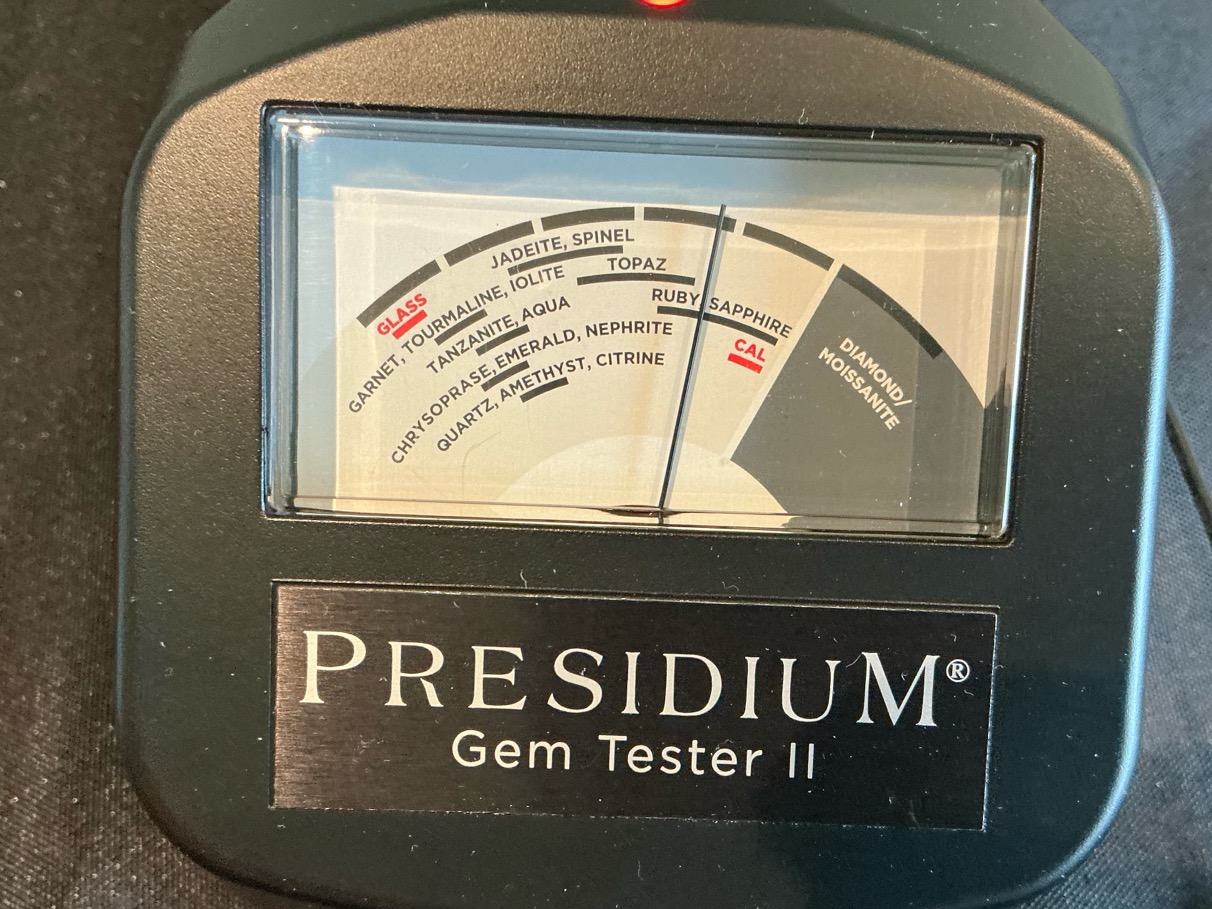 JADEITE, SPINEL
TOPAZ
GLASS
GARNET, TOURMALINE, IOLITE
TANZANITE, AQUA
RUBY, SAPPHIRE
CHRYSOPRASE, EMERALD, NEPHRITE
CAL
QUARTZ, AMETHYST, CITRINE
DIAMOND/
MOISSANITE
PRESIDIUM®
Gem Tester II